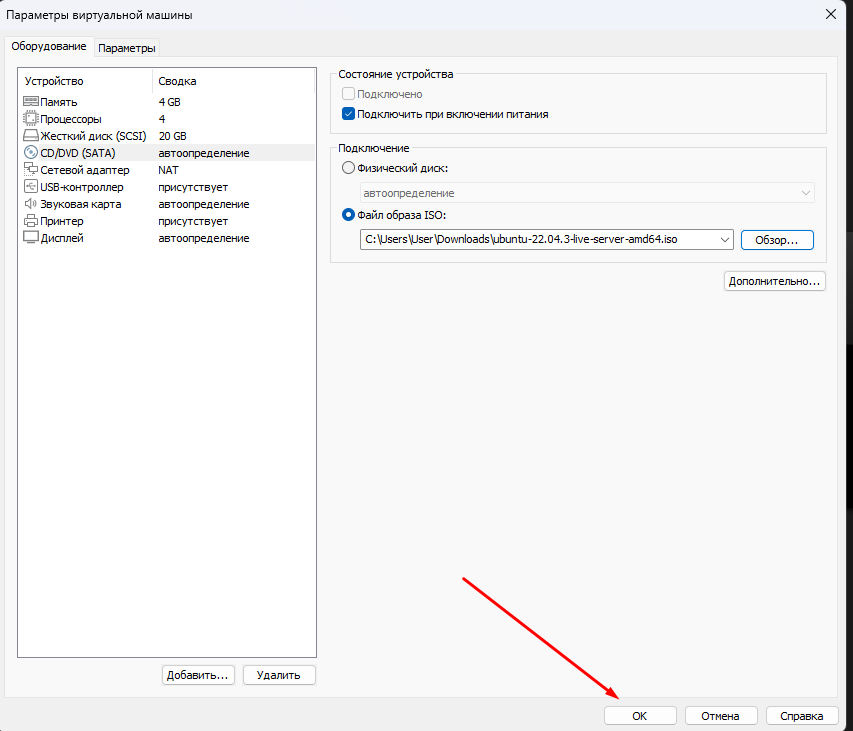 Параметры виртуальной машины
Оборудование Параметры
Устройство Сводка
Память 4 GB
Процессоры 4
Жесткий диск (SCSI) 20 GB
CD/DVD (SATA) автоопределение
Сетевой адаптер NAT
USB-контроллер присутствует
Звуковая карта автоопределение
Принтер присутствует
Дисплей автоопределение
Добавить... Удалить
Состояние устройства
Подключено
Подключить при включении питания
Подключение
Физический диск:
автоопределение
Файл образа ISO:
C:\Users\User\Downloads\ubuntu-22.04.3-live-server-amd64.iso Обзор...
Дополнительно...
OK Отмена Справка